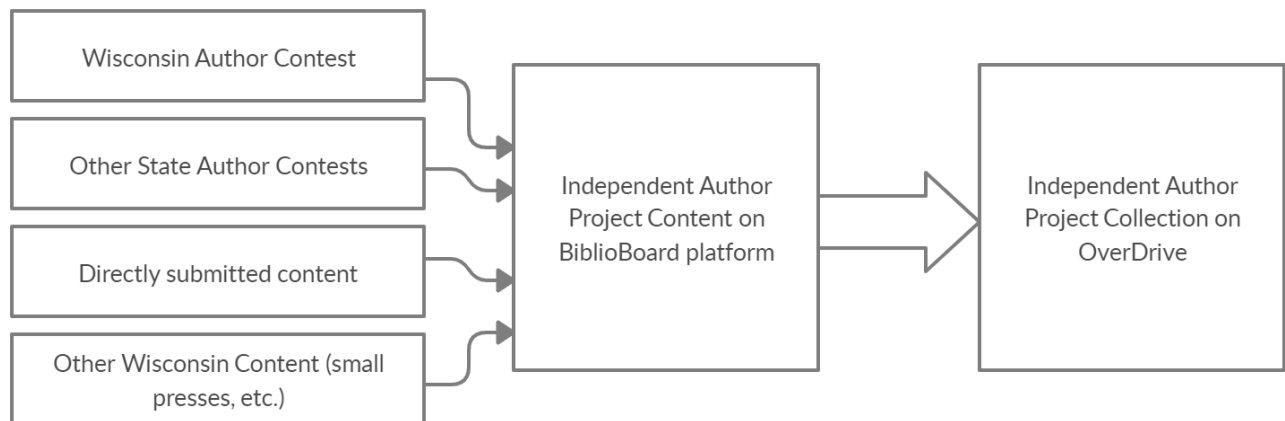 Wisconsin Author Contest
Other State Author Contests
Directly submitted content
Other Wisconsin Content (small
presses, etc.)
Independent Author
Project Content on
BiblioBoard platform
Independent Author
Project Collection on
OverDrive